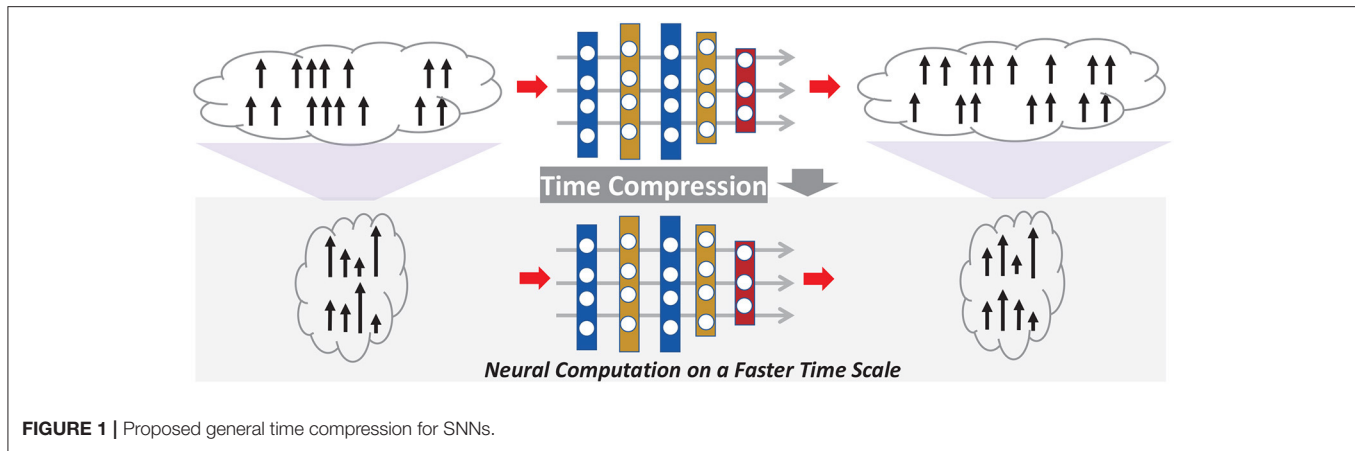 Time Compression
Neural Computation on a Faster Time Scale
FIGURE 1 | Proposed general time compression for SNNs.